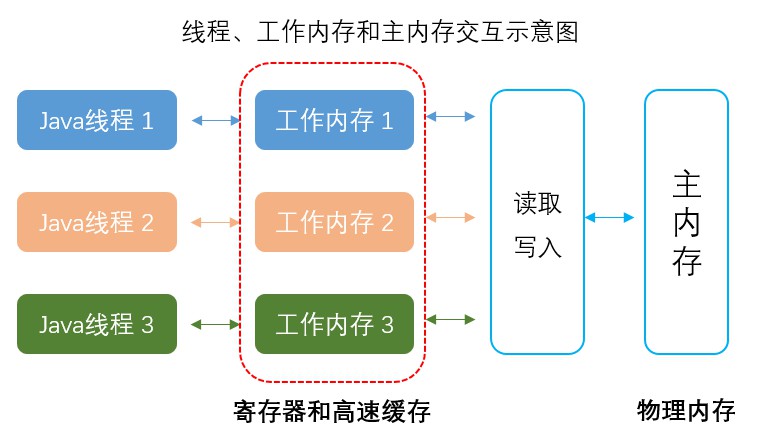 线程、工作内存和主内存交互示意图
Java线程 1
工作内存 1
Java线程 2
工作内存 2
Java线程 3
工作内存 3
读取
写入
主
内
存
寄存器和高速缓存
物理内存